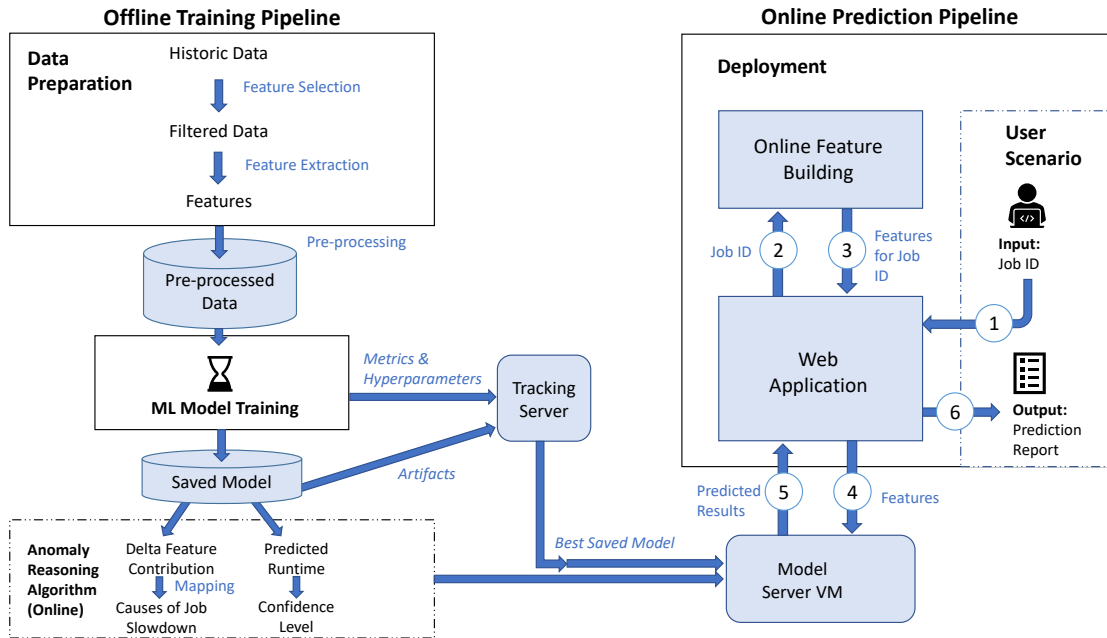 Offline Training Pipeline
Data
Preparation
Historic Data
Feature Selection
Filtered Data
Feature Extraction
Features
Pre-processing
Pre-processed
Data
ML Model Training
Metrics &
Hyperparameters
Tracking
Server
Saved Model
Artifacts
Anomaly
Reasoning
Algorithm
(Online)
Delta Feature
Contribution
Mapping
Causes of Job
Slowdown
Predicted
Runtime
Confidence
Level
Best Saved Model
Online Prediction Pipeline
Deployment
Online Feature
Building
Job ID
2
3
Features
for Job
ID
Web
Application
User
Scenario
</>
Input:
Job ID
1
6
Output:
Prediction
Report
Predicted
Results
5
4
Features
Model
Server VM